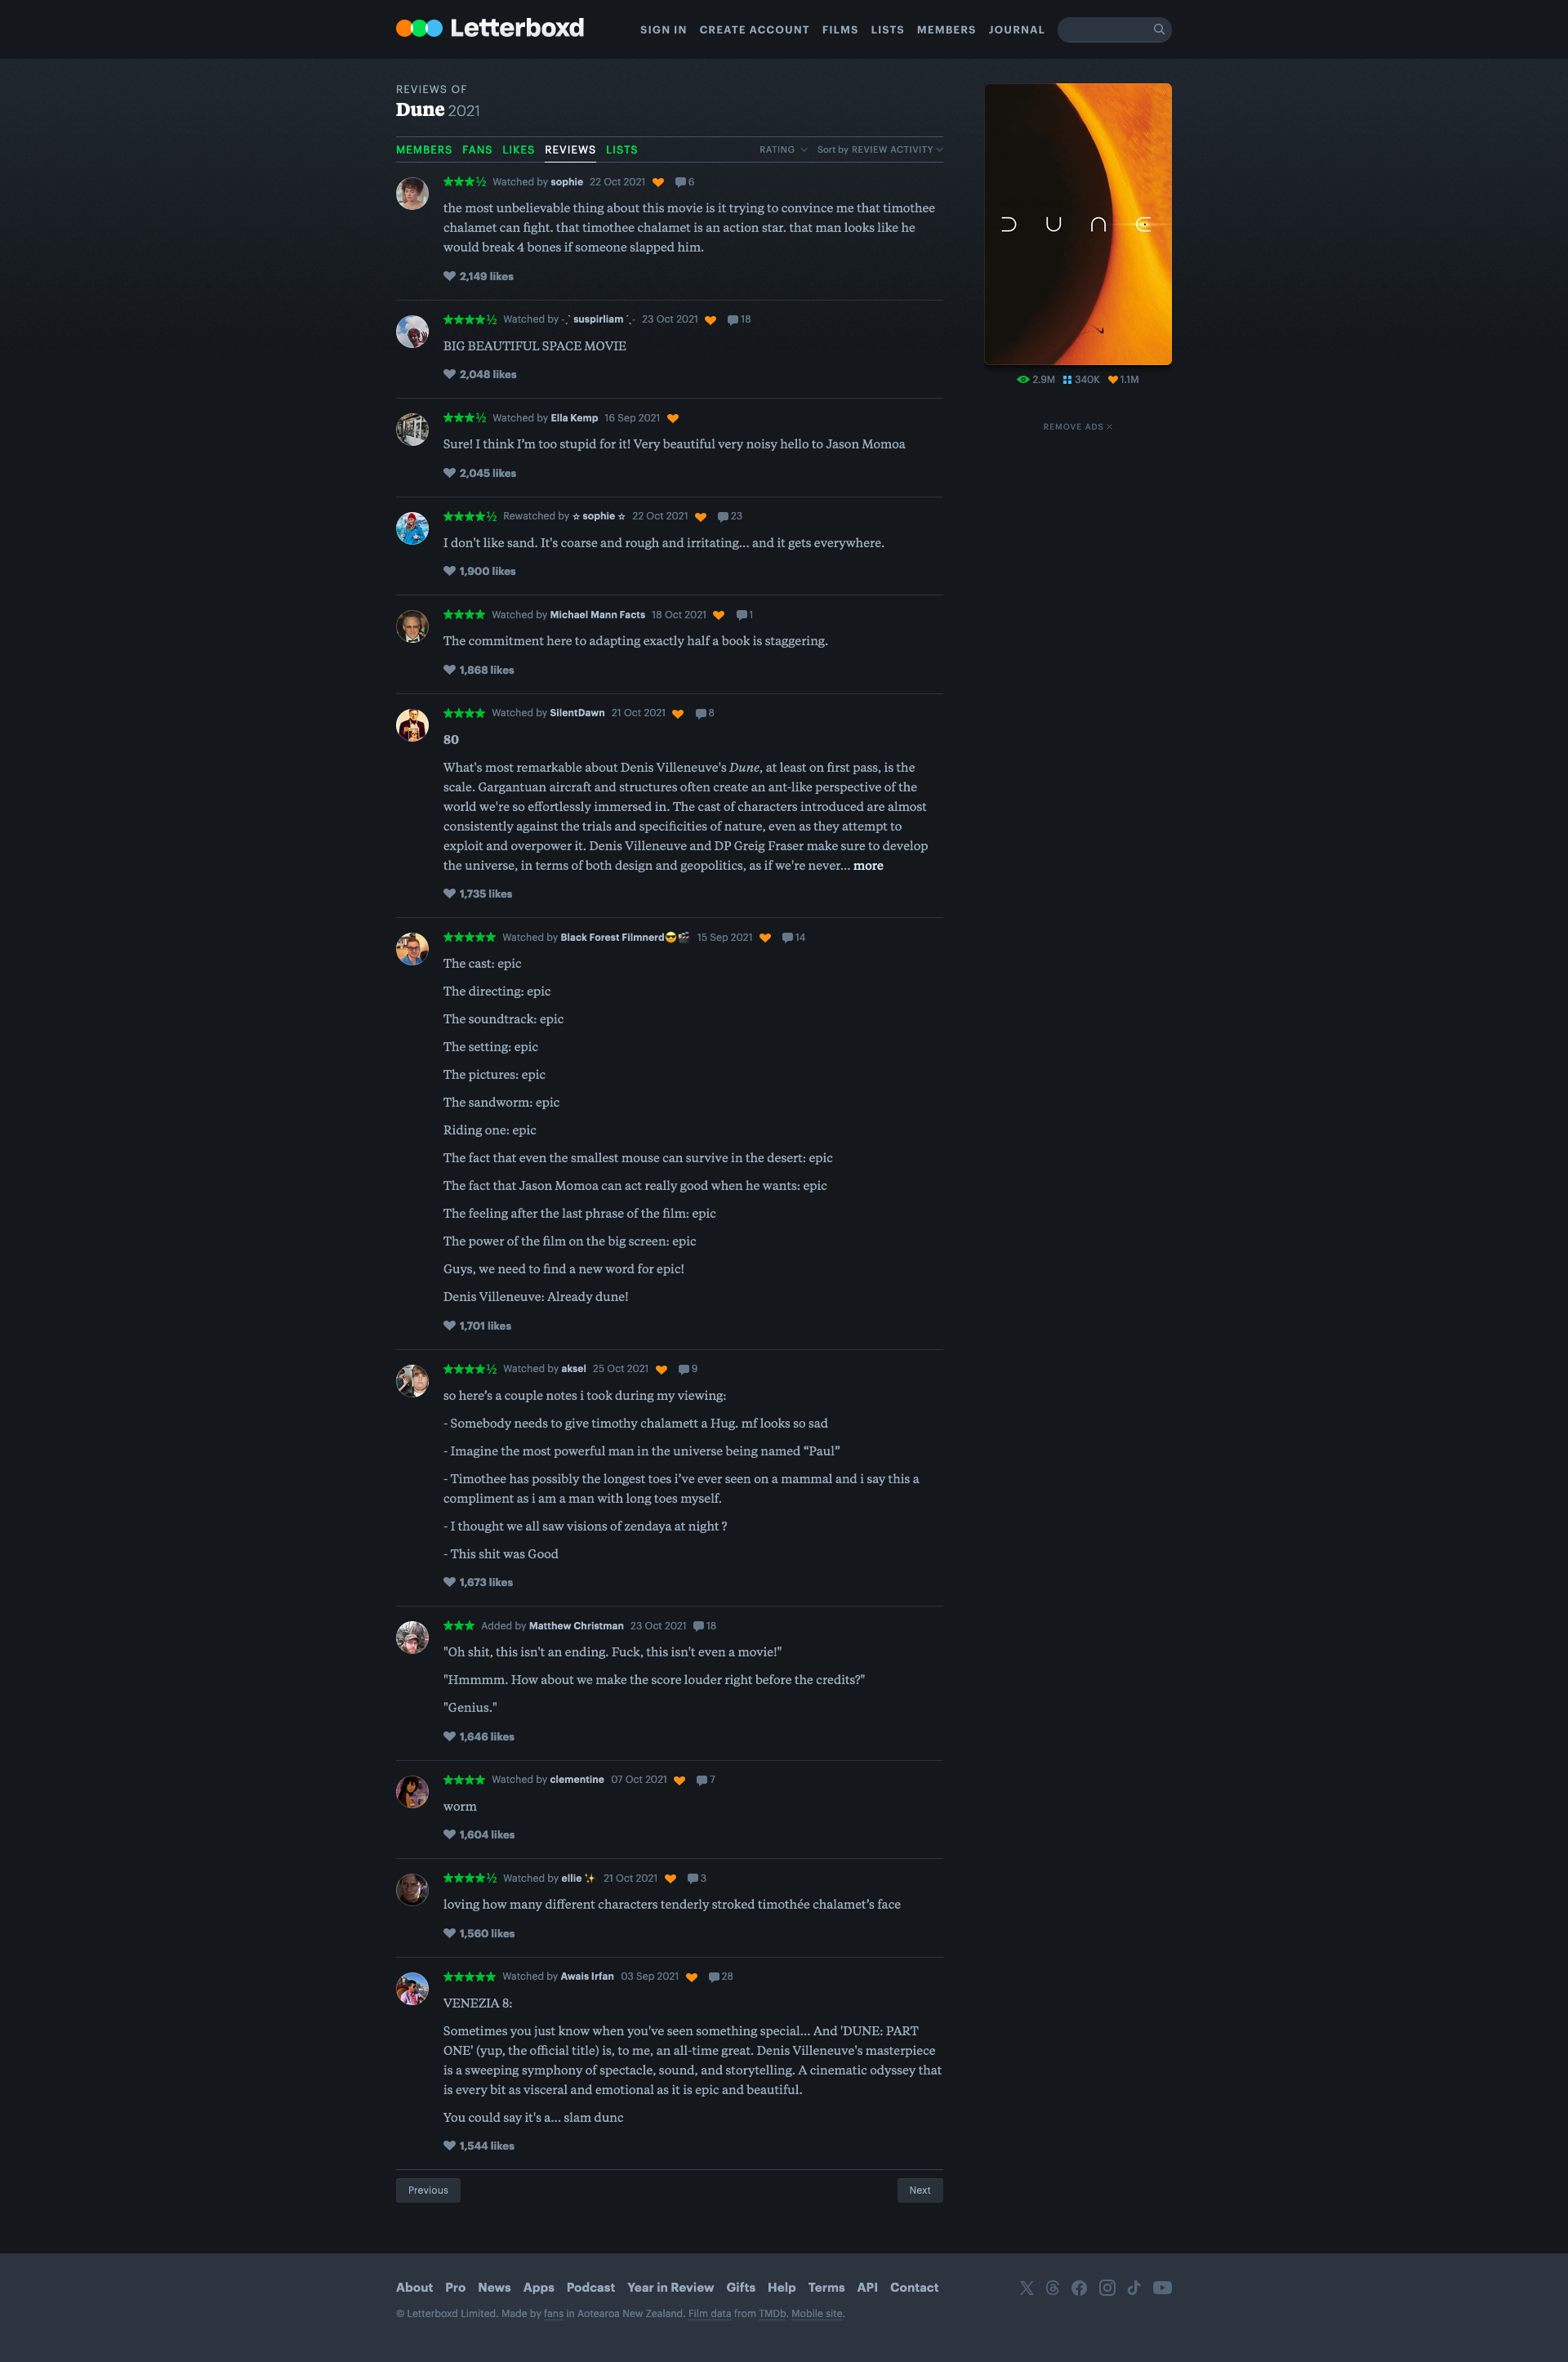 Letterboxd
SIGN IN CREATE ACCOUNT FILMS LISTS MEMBERS JOURNAL
REVIEWS OF
Dune 2021
MEMBERS FANS LIKES REVIEWS LISTS RATING Sort by REVIEW ACTIVITY
★★★½ Watched by sophie 22 Oct 2021 6
the most unbelievable thing about this movie is it trying to convince me that timothee
chalamet can fight. that timothee chalamet is an action star. that man looks like he
would break 4 bones if someone slapped him.
2,149 likes
★★★★½ Watched by -ˏˋ suspirliam ˊˎ- 23 Oct 2021 18
BIG BEAUTIFUL SPACE MOVIE
2,048 likes
★★★½ Watched by Ella Kemp 16 Sep 2021
Sure! I think I’m too stupid for it! Very beautiful very noisy hello to Jason Momoa
2,045 likes
★★★★½ Rewatched by ☆ sophie ☆ 22 Oct 2021 23
I don't like sand. It's coarse and rough and irritating… and it gets everywhere.
1,900 likes
★★★★ Watched by Michael Mann Facts 18 Oct 2021 1
The commitment here to adapting exactly half a book is staggering.
1,868 likes
★★★★ Watched by SilentDawn 21 Oct 2021 8
80
What's most remarkable about Denis Villeneuve's Dune, at least on first pass, is the
scale. Gargantuan aircraft and structures often create an ant-like perspective of the
world we're so effortlessly immersed in. The cast of characters introduced are almost
consistently against the trials and specificities of nature, even as they attempt to
exploit and overpower it. Denis Villeneuve and DP Greig Fraser make sure to develop
the universe, in terms of both design and geopolitics, as if we're never… more
1,735 likes
★★★★★ Watched by Black Forest Filmnerd😎🎬 15 Sep 2021 14
The cast: epic
The directing: epic
The soundtrack: epic
The setting: epic
The pictures: epic
The sandworm: epic
Riding one: epic
The fact that even the smallest mouse can survive in the desert: epic
The fact that Jason Momoa can act really good when he wants: epic
The feeling after the last phrase of the film: epic
The power of the film on the big screen: epic
Guys, we need to find a new word for epic!
Denis Villeneuve: Already dune!
1,701 likes
★★★★½ Watched by aksel 25 Oct 2021 9
so here’s a couple notes i took during my viewing:
- Somebody needs to give timothy chalamett a Hug. mf looks so sad
- Imagine the most powerful man in the universe being named “Paul”
- Timothee has possibly the longest toes i’ve ever seen on a mammal and i say this a
compliment as i am a man with long toes myself.
- I thought we all saw visions of zendaya at night ?
- This shit was Good
1,673 likes
★★★ Added by Matthew Christman 23 Oct 2021 18
"Oh shit, this isn't an ending. Fuck, this isn't even a movie!"
"Hmmmm. How about we make the score louder right before the credits?"
"Genius."
1,646 likes
★★★★ Watched by clementine 07 Oct 2021 7
worm
1,604 likes
★★★★½ Watched by ellie ✨ 21 Oct 2021 3
loving how many different characters tenderly stroked timothée chalamet’s face
1,560 likes
★★★★★ Watched by Awais Irfan 03 Sep 2021 28
VENEZIA 8:
Sometimes you just know when you've seen something special… And 'DUNE: PART
ONE' (yup, the official title) is, to me, an all-time great. Denis Villeneuve's masterpiece
is a sweeping symphony of spectacle, sound, and storytelling. A cinematic odyssey that
is every bit as visceral and emotional as it is epic and beautiful.
You could say it's a… slam dunc
1,544 likes
Previous Next
DUNE
2.9M 340K 1.1M
REMOVE ADS
About Pro News Apps Podcast Year in Review Gifts Help Terms API Contact
© Letterboxd Limited. Made by fans in Aotearoa New Zealand. Film data from TMDb. Mobile site.